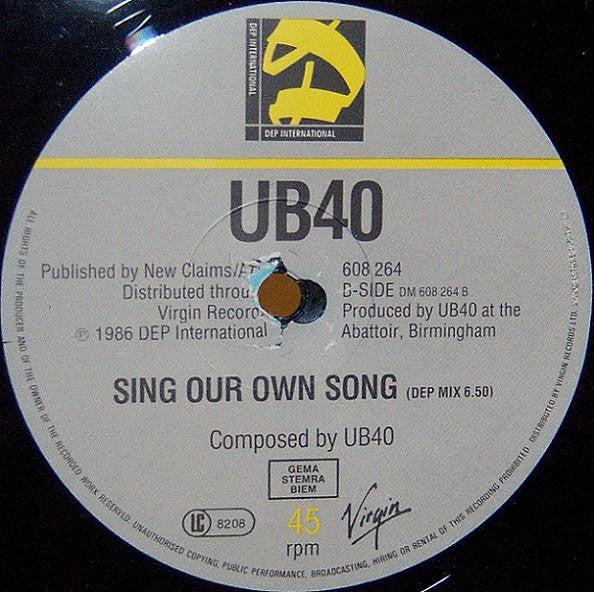 DEP INTERNATIONAL
DEP INTERNATIONAL
UB40
Published by New Claims/AT
Distributed throu
Virgin Record
℗ 1986 DEP International
608 264
B-SIDE DM 608 264 B
Produced by UB40 at the
Abattoir, Birmingham
SING OUR OWN SONG (DEP MIX 6.50)
Composed by UB40
GEMA
STEMRA
BIEM
LC 8208
45
rpm
Virgin
ALL RIGHTS OF THE PRODUCER AND OF THE OWNER OF THE RECORDED WORK RESERVED. UNAUTHORISED COPYING, PUBLIC PERFORMANCE, BROADCASTING, HIRING OR RENTAL OF THIS RECORDING PROHIBITED. DISTRIBUTED BY VIRGIN RECORDS LTD.